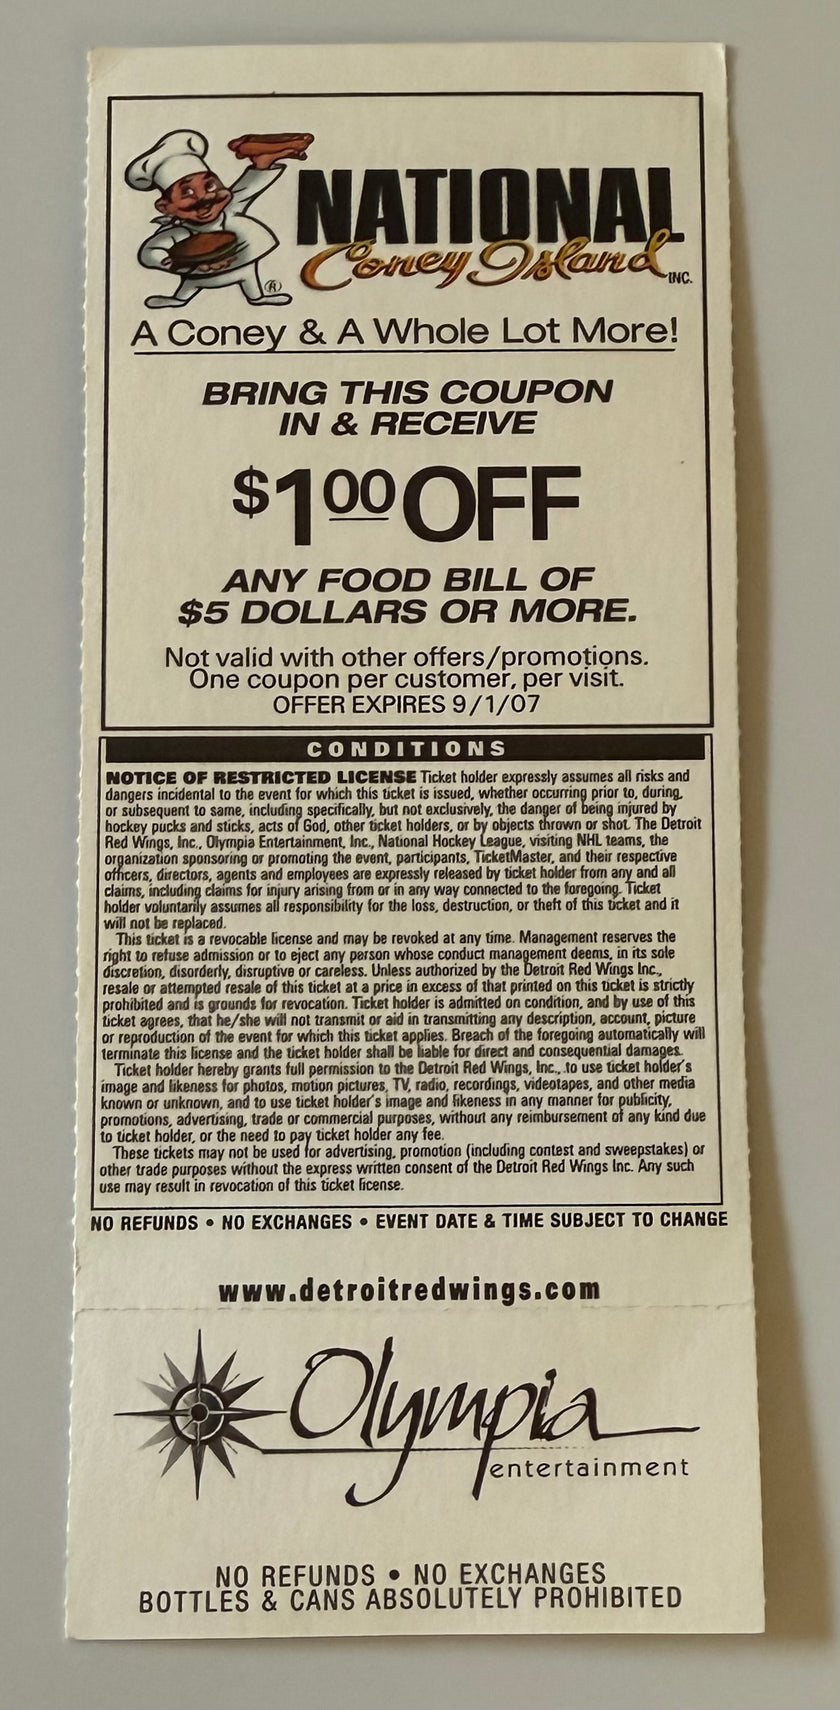 NATIONAL
Coney Island INC.
®
A Coney & A Whole Lot More!
BRING THIS COUPON
IN & RECEIVE
$100 OFF
ANY FOOD BILL OF
$5 DOLLARS OR MORE.
Not valid with other offers/promotions.
One coupon per customer, per visit.
OFFER EXPIRES 9/1/07
CONDITIONS
NOTICE OF RESTRICTED LICENSE Ticket holder expressly assumes all risks and
dangers incidental to the event for which this ticket is issued, whether occurring prior to, during,
or subsequent to same, including specifically, but not exclusively, the danger of being injured by
hockey pucks and sticks, acts of God, other ticket holders, or by objects thrown or shot. The Detroit
Red Wings, Inc., Olympia Entertainment, Inc., National Hockey League, visiting NHL teams, the
organization sponsoring or promoting the event, participants, TicketMaster, and their respective
officers, directors, agents and employees are expressly released by ticket holder from any and all
claims, including claims for injury arising from or in any way connected to the foregoing. Ticket
holder voluntarily assumes all responsibility for the loss, destruction, or theft of this ticket and it
will not be replaced.
This ticket is a revocable license and may be revoked at any time. Management reserves the
right to refuse admission or to eject any person whose conduct management deems, in its sole
discretion, disorderly, disruptive or careless. Unless authorized by the Detroit Red Wings Inc.,
resale or attempted resale of this ticket at a price in excess of that printed on this ticket is strictly
prohibited and is grounds for revocation. Ticket holder is admitted on condition, and by use of this
ticket agrees, that he/she will not transmit or aid in transmitting any description, account, picture
or reproduction of the event for which this ticket applies. Breach of the foregoing automatically will
terminate this license and the ticket holder shall be liable for direct and consequential damages.
Ticket holder hereby grants full permission to the Detroit Red Wings, Inc., .to use ticket holder's
image and likeness for photos, motion pictures, TV, radio, recordings, videotapes, and other media
known or unknown, and to use ticket holder's image and likeness in any manner for publicity,
promotions, advertising, trade or commercial purposes, without any reimbursement of any kind due
to ticket holder, or the need to pay ticket holder any fee.
These tickets may not be used for advertising, promotion (including contest and sweepstakes) or
other trade purposes without the express written consent of the Detroit Red Wings Inc. Any such
use may result in revocation of this ticket license.
NO REFUNDS • NO EXCHANGES • EVENT DATE & TIME SUBJECT TO CHANGE
www.detroitredwings.com
Olympia
entertainment
NO REFUNDS • NO EXCHANGES
BOTTLES & CANS ABSOLUTELY PROHIBITED